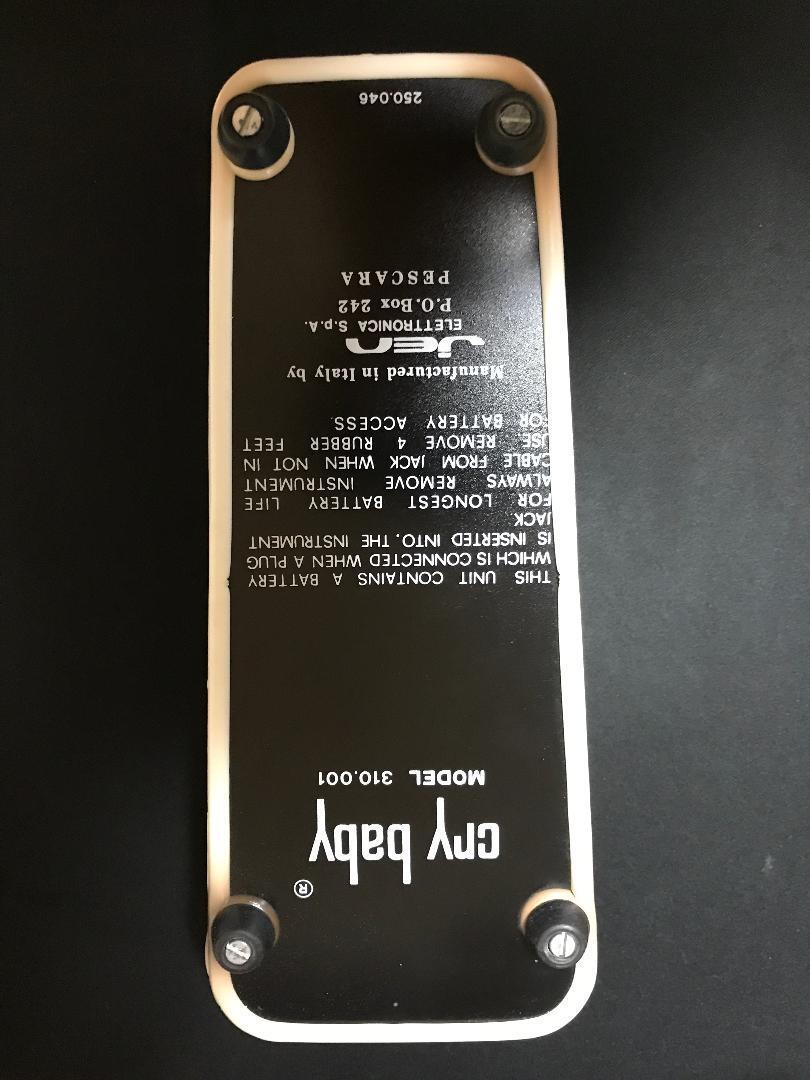 cry baby ®
MODEL 310.001
THIS UNIT CONTAINS A BATTERY
WHICH IS CONNECTED WHEN A PLUG
IS INSERTED INTO. THE INSTRUMENT
JACK.
FOR LONGEST BATTERY LIFE
ALWAYS REMOVE INSTRUMENT
CABLE FROM JACK WHEN NOT IN
USE REMOVE 4 RUBBER FEET
FOR BATTERY ACCESS.
Manufactured in Italy by
Jen
ELETTRONICA S.p.A.
P.O.Box 242
PESCARA
250.046